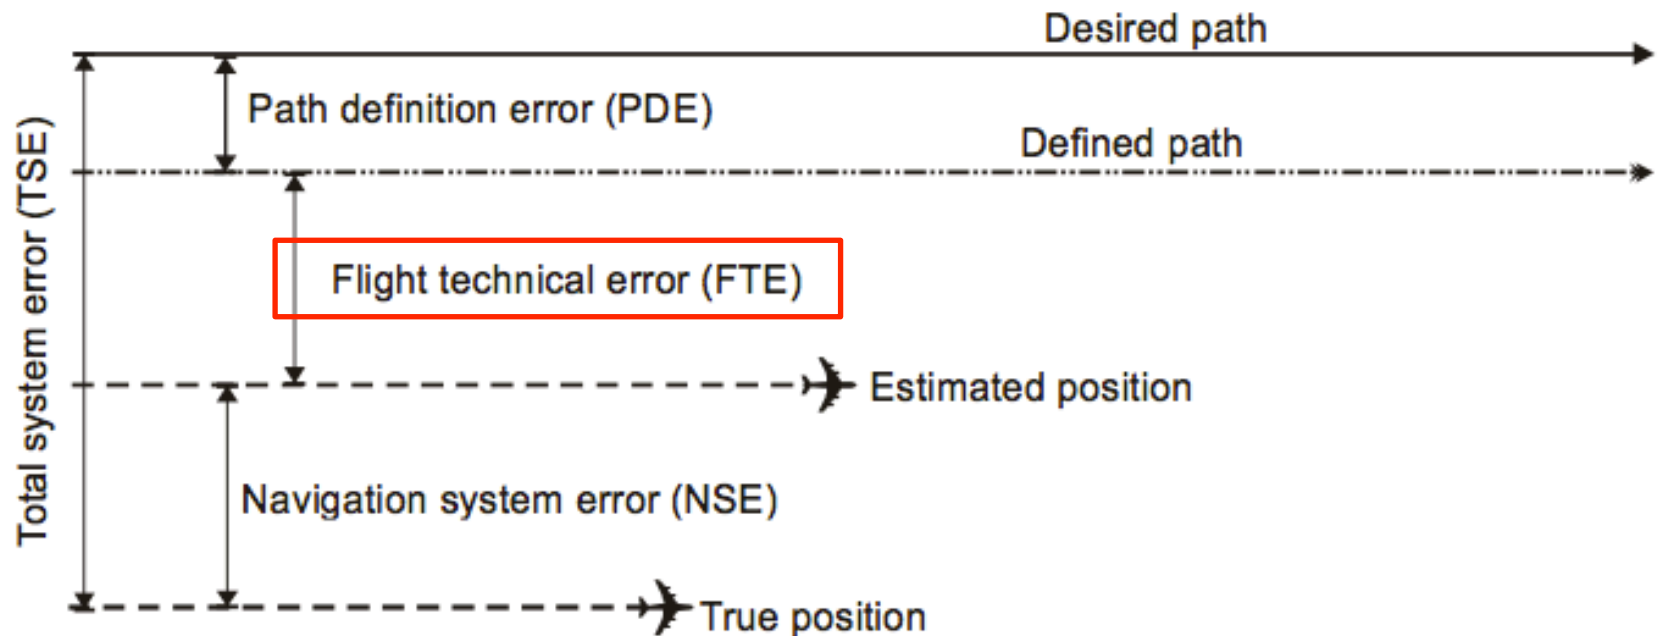 Desired path
Path definition error (PDE)
Defined path
Total system error (TSE)
Flight technical error (FTE)
Estimated position
Navigation system error (NSE)
True position